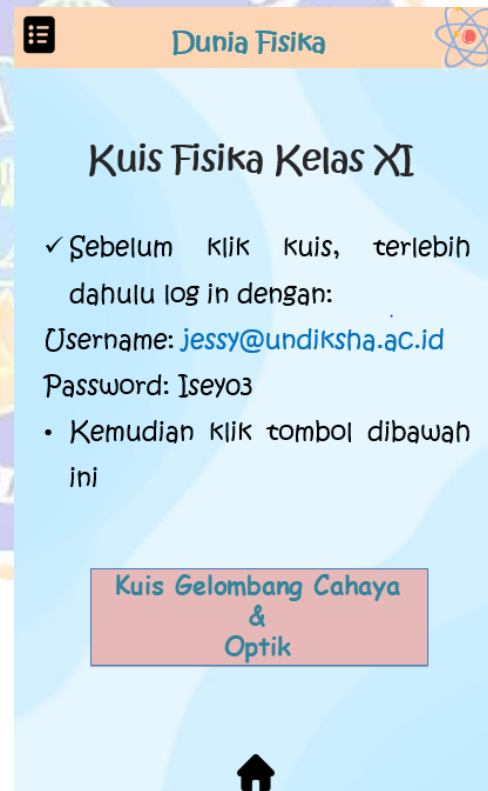 Dunia Fisika
Kuis Fisika Kelas XI
✓ Sebelum klik kuis, terlebih
dahulu log in dengan:
Username: jessy@undiksha.ac.id
Password: Iseyo3
• Kemudian klik tombol dibawah
ini
Kuis Gelombang Cahaya
&
Optik